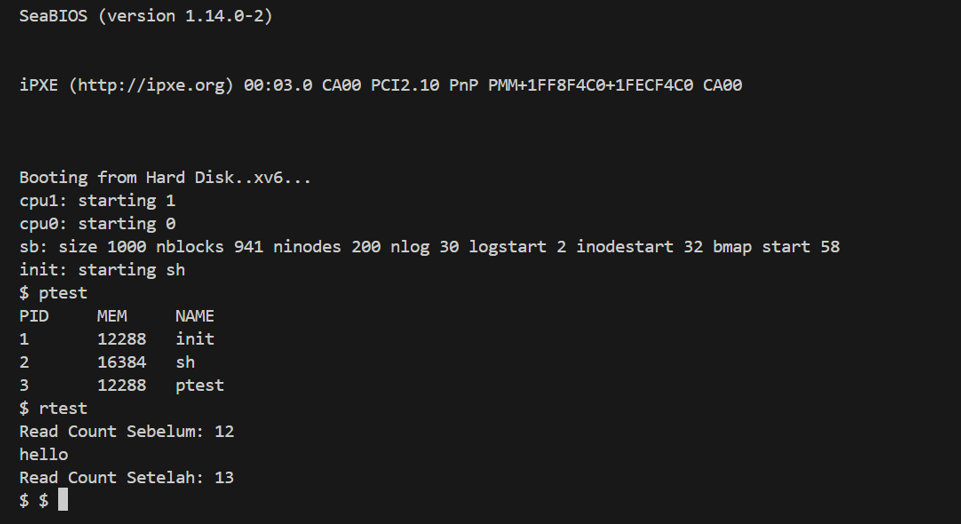 SeaBIOS (version 1.14.0-2)
iPXE (http://ipxe.org) 00:03.0 CA00 PCI2.10 PnP PMM+1FF8F4C0+1FECF4C0 CA00
Booting from Hard Disk..xv6...
cpu1: starting 1
cpu0: starting 0
sb: size 1000 nblocks 941 ninodes 200 nlog 30 logstart 2 inodestart 32 bmap start 58
init: starting sh
$ ptest
PID     MEM     NAME
1       12288   init
2       16384   sh
3       12288   ptest
$ rtest
Read Count Sebelum: 12
hello
Read Count Setelah: 13
$ $